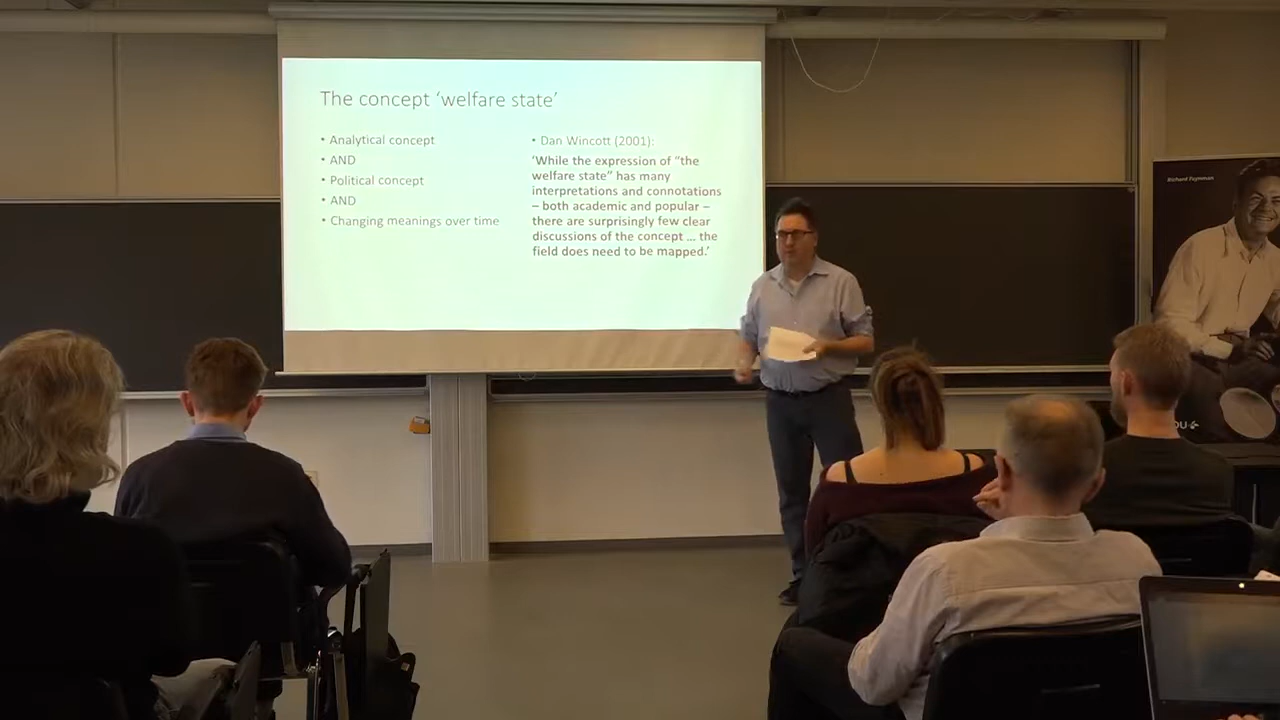 The concept ‘welfare state’
• Analytical concept
• AND
• Political concept
• AND
• Changing meanings over time
• Dan Wincott (2001):
‘While the expression of “the
welfare state” has many
interpretations and connotations
– both academic and popular –
there are surprisingly few clear
discussions of the concept ... the
field does need to be mapped.’
Richard Feynman